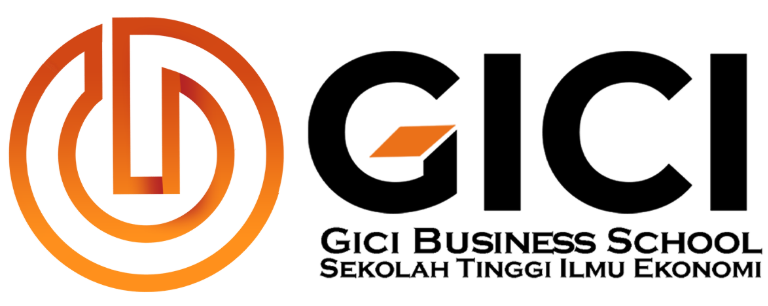 GICI
GICI BUSINESS SCHOOL
SEKOLAH TINGGI ILMU EKONOMI